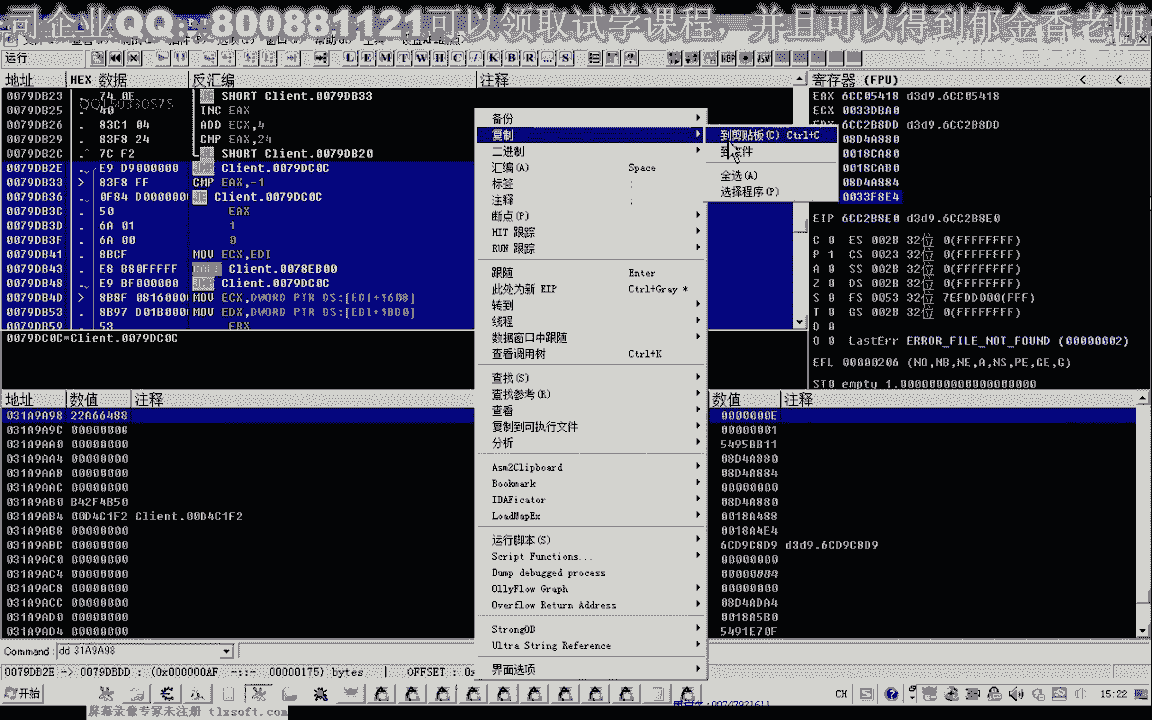 司企业QQ：800881121可以领取试学课程，并且可以得到郁金香老师
运行
L E M T W H C / K B R ... S
地址 HEX 数据 反汇编 注释
0079DB23 . 74 0E SHORT Client.0079DB33
0079DB25 . 40 INC EAX
0079DB26 . 83C1 04 ADD ECX,4
0079DB29 . 83F8 24 CMP EAX,24
0079DB2C .^ 7C F2 SHORT Client.0079DB20
0079DB2E . E9 D9000000 Client.0079DC0C
0079DB33 > 83F8 FF CMP EAX,-1
0079DB36 . 0F84 D0000000 Client.0079DC0C
0079DB3C . 50 EAX
0079DB3D . 6A 01 1
0079DB3F . 6A 00 0
0079DB41 . 8BCF MOV ECX,EDI
0079DB43 . E8 B80FFFFF Client.0078EB00
0079DB48 . E9 BF000000 Client.0079DC0C
0079DB4D > 8B8F 0816000 MOV ECX,DWORD PTR DS:[EDI+1608]
0079DB53 . 8B97 D01B000 MOV EDX,DWORD PTR DS:[EDI+1BD0]
0079DB59 . 53 EBX
0079DC0C=Client.0079DC0C
寄存器 (FPU) < <
EAX 6CC05418 d3d9.6CC05418
ECX 0033DBA0
EDX 6CC2B8DD d3d9.6CC2B8DD
08D4A880
0018CA80
0018CAB0
08D4A884
0033F8E4
EIP 6CC2B8E0 d3d9.6CC2B8E0
C 0 ES 002B 32位 0(FFFFFFFF)
P 1 CS 0023 32位 0(FFFFFFFF)
A 0 SS 002B 32位 0(FFFFFFFF)
Z 0 DS 002B 32位 0(FFFFFFFF)
S 0 FS 0053 32位 7EFDD000(FFF)
T 0 GS 002B 32位 0(FFFFFFFF)
D 0
O 0 LastErr ERROR_FILE_NOT_FOUND (00000002)
EFL 00000206 (NO,NB,NE,A,NS,PE,GE,G)
ST0 empty 1.0000000000000000000
备份
复制
二进制
汇编(A) Space
标签 :
注释 ;
断点(P)
HIT 跟踪
RUN 跟踪
跟随 Enter
此处为新 EIP Ctrl+Gray *
转到
线程
数据窗口中跟随
查看调用树 Ctrl+K
查找(S)
查找参考(R)
查看
复制到可执行文件
分析
Asm2Clipboard
Bookmark
IDAFicator
LoadMapEx
运行脚本(S)
Script Functions...
Dump debugged process
OllyFlow Graph
Overflow Return Address
StrongOD
Ultra String Reference
界面选项
到剪贴板(C) Ctrl+C
到文件
全选(A)
选择程序(P)
地址 数值 注释
031A9A98 22A66488
031A9A9C 00000000
031A9AA0 00000000
031A9AA4 00000000
031A9AA8 00000000
031A9AAC 00000000
031A9AB0 B42F4B50
031A9AB4 00D4C1F2 Client.00D4C1F2
031A9AB8 00000000
031A9ABC 00000000
031A9AC0 00000000
031A9AC4 00000000
031A9AC8 00000000
031A9ACC 00000000
031A9AD0 00000000
031A9AD4 00000000
数值 注释
0000000E
00000001
5495BB11
08D4A880
08D4A884
00000000
08D4A880
0018A488
0018A4E4
6CD9C8D9 d3d9.6CD9C8D9
00000000
00000004
00000000
08D4ADA4
0018A5B0
5491E70F
Command: dd 31A9A98
0079DB2E -> 0079DBDD : (0x000000AF -::- 00000175) bytes | OFFSET: 0x
开始
CH
15:22
屏幕录像专家未注册 tlxsoft.com